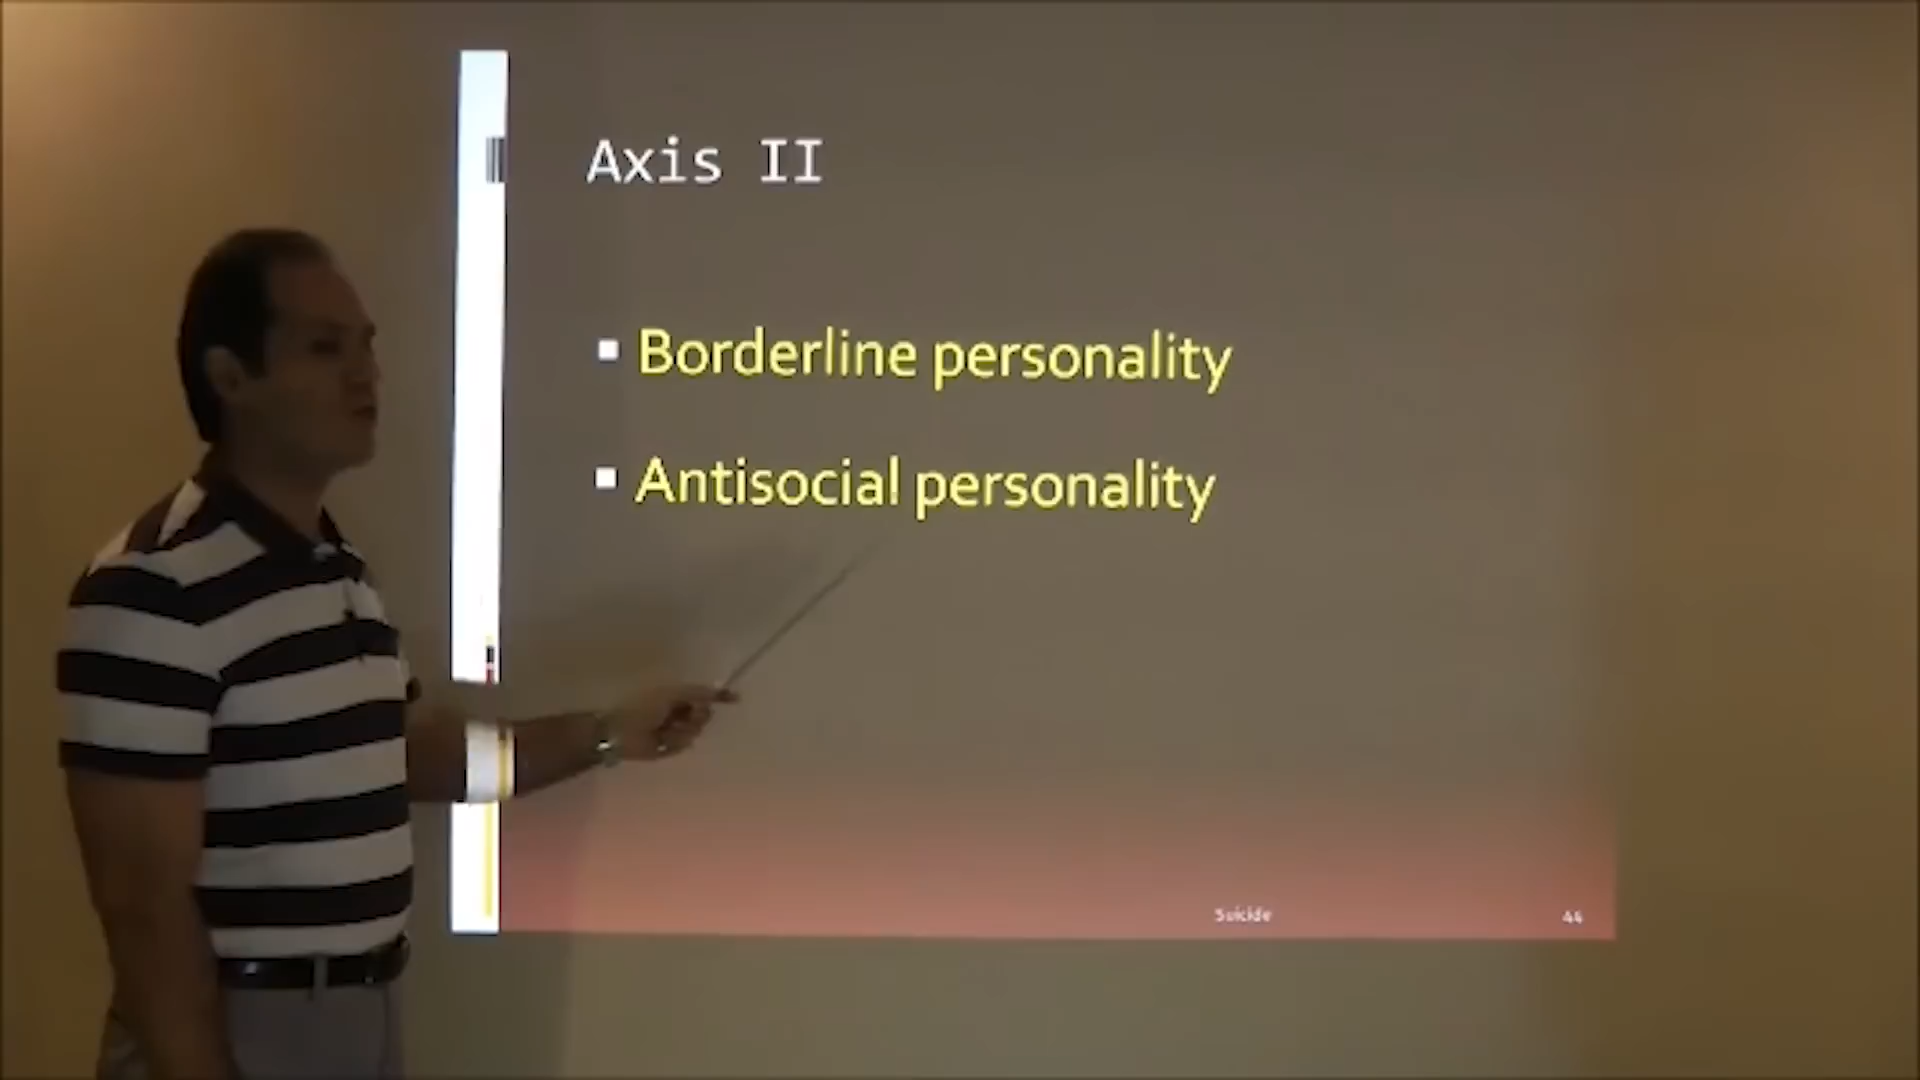 Axis II
Borderline personality
Antisocial personality
Suicide
44